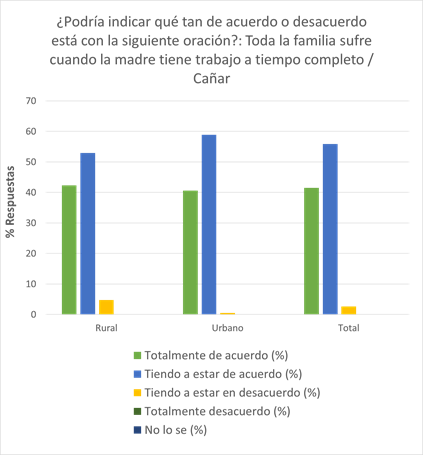 ¿Podría indicar qué tan de acuerdo o desacuerdo
está con la siguiente oración?: Toda la familia sufre
cuando la madre tiene trabajo a tiempo completo /
Cañar
% Respuestas
70
60
50
40
30
20
10
0
Rural
Urbano
Total
Totalmente de acuerdo (%)
Tiendo a estar de acuerdo (%)
Tiendo a estar en desacuerdo (%)
Totalmente desacuerdo (%)
No lo se (%)